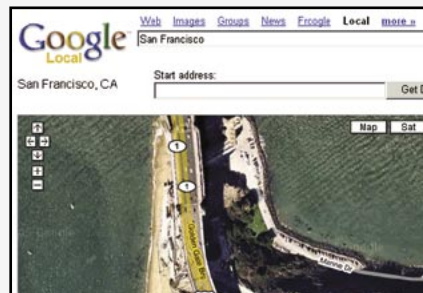 Web Images Groups News Froogle Local more »
Google
Local
San Francisco
San Francisco, CA
Start address:
Get D
Map Sat
1
1
Golden Gate Brg
Marine Dr